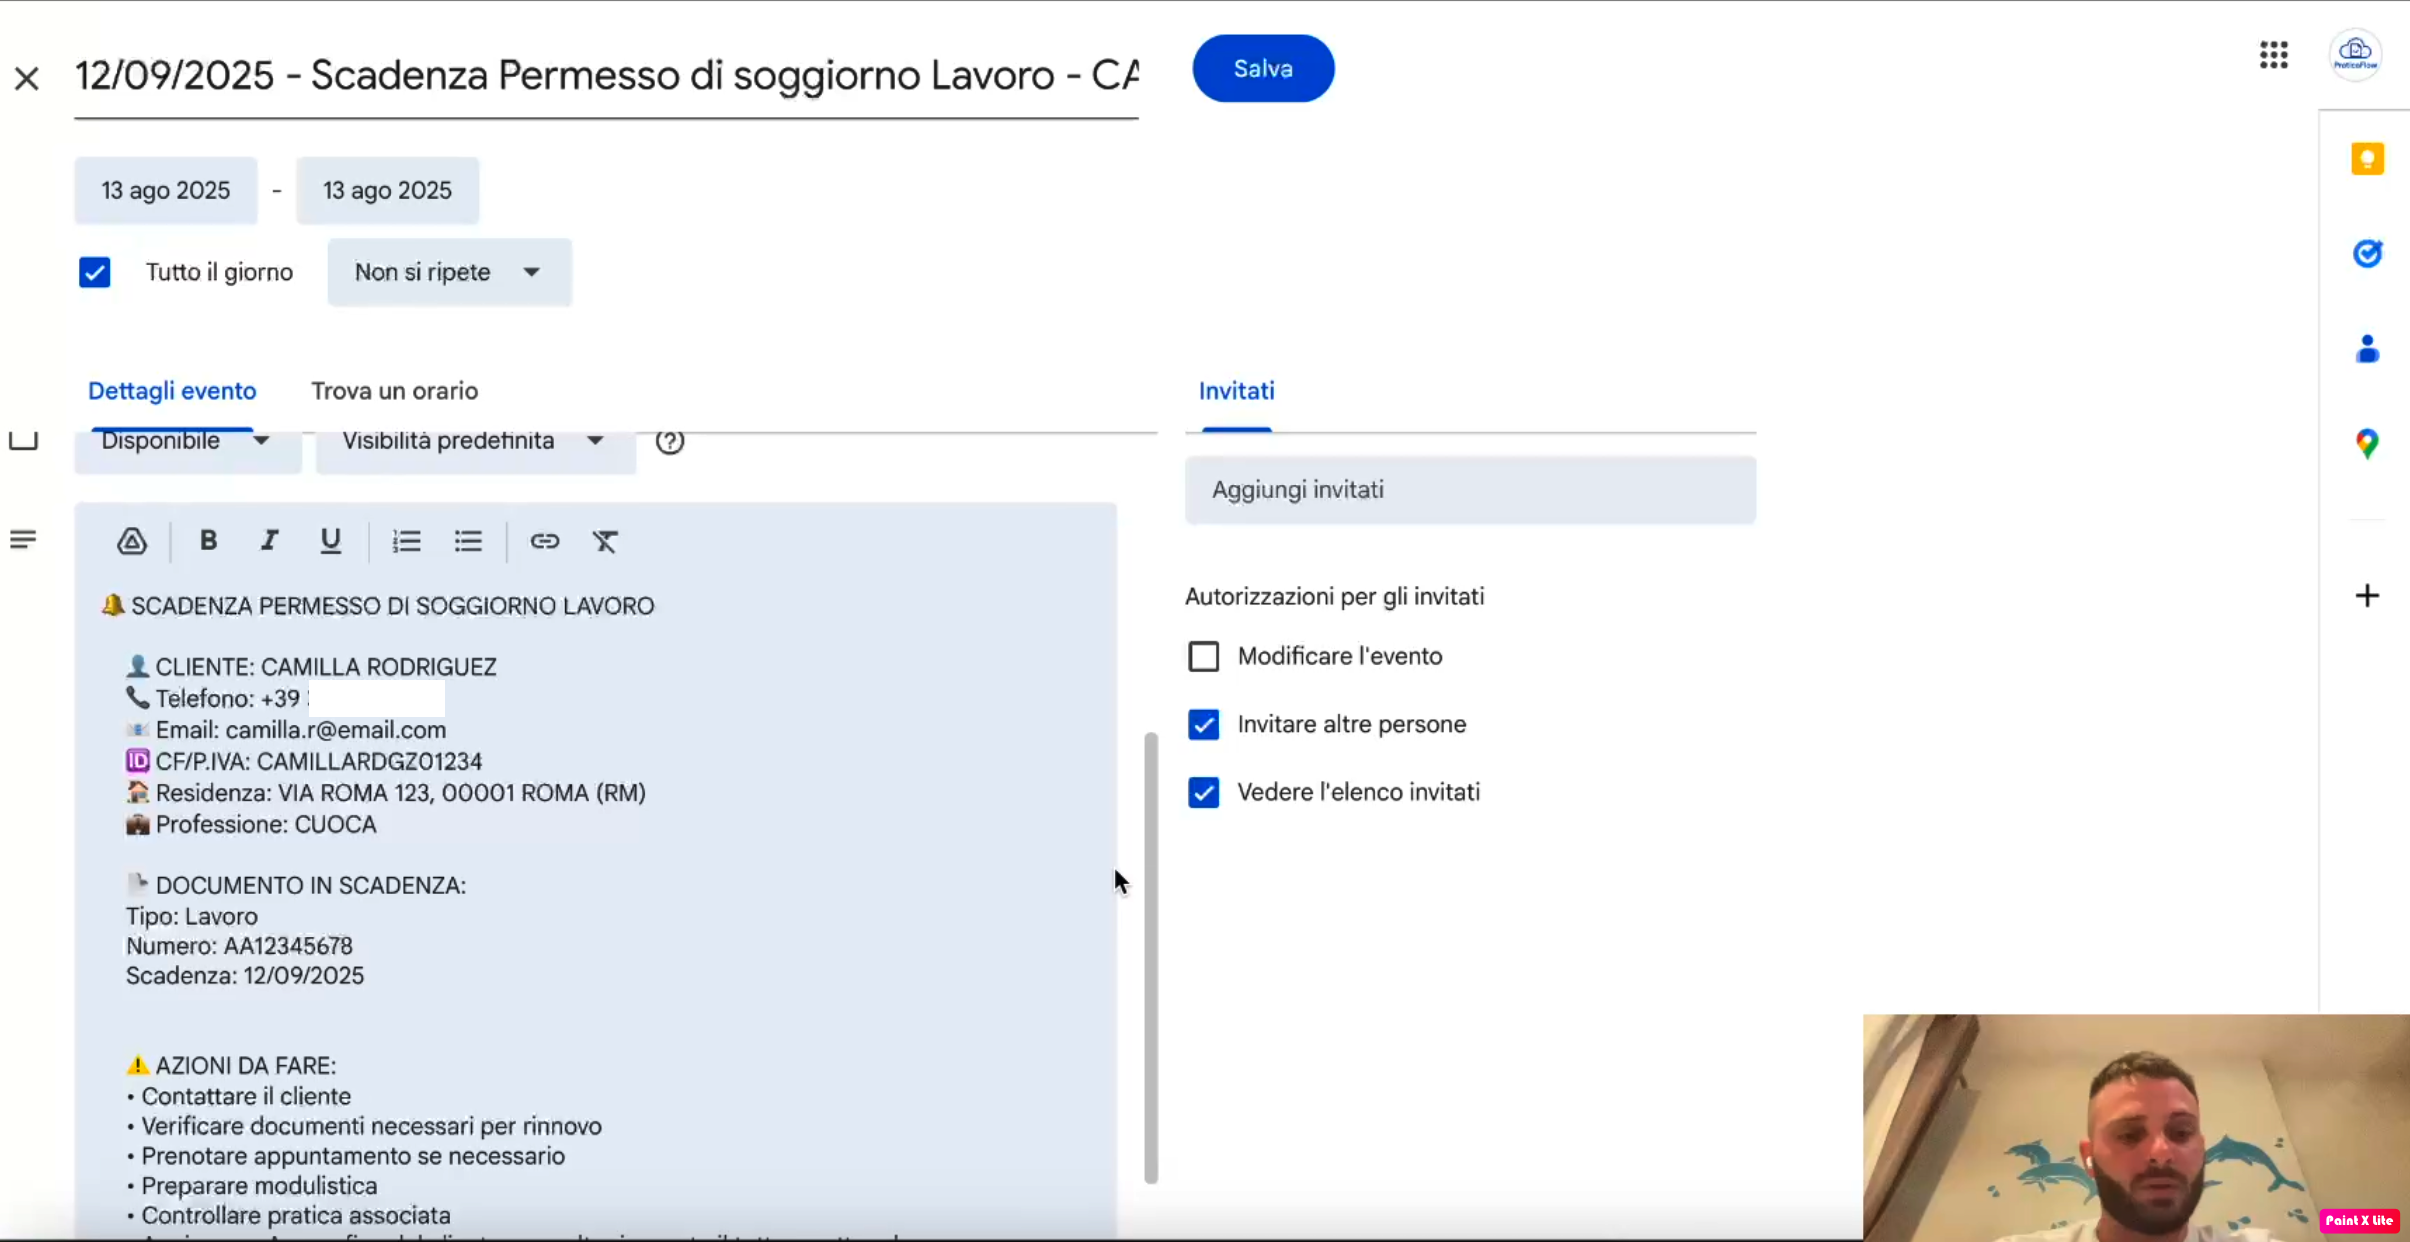 12/09/2025 - Scadenza Permesso di soggiorno Lavoro - CA
Salva
PraticoFlow
13 ago 2025 - 13 ago 2025
Tutto il giorno
Non si ripete
Dettagli evento
Trova un orario
Disponibile
Visibilità predefinita
B I U
SCADENZA PERMESSO DI SOGGIORNO LAVORO
CLIENTE: CAMILLA RODRIGUEZ
Telefono: +39
Email: camilla.r@email.com
ID CF/P.IVA: CAMILLARDGZ01234
Residenza: VIA ROMA 123, 00001 ROMA (RM)
Professione: CUOCA
DOCUMENTO IN SCADENZA:
Tipo: Lavoro
Numero: AA12345678
Scadenza: 12/09/2025
AZIONI DA FARE:
• Contattare il cliente
• Verificare documenti necessari per rinnovo
• Prenotare appuntamento se necessario
• Preparare modulistica
• Controllare pratica associata
Invitati
Aggiungi invitati
Autorizzazioni per gli invitati
Modificare l'evento
Invitare altre persone
Vedere l'elenco invitati
Paint X lite